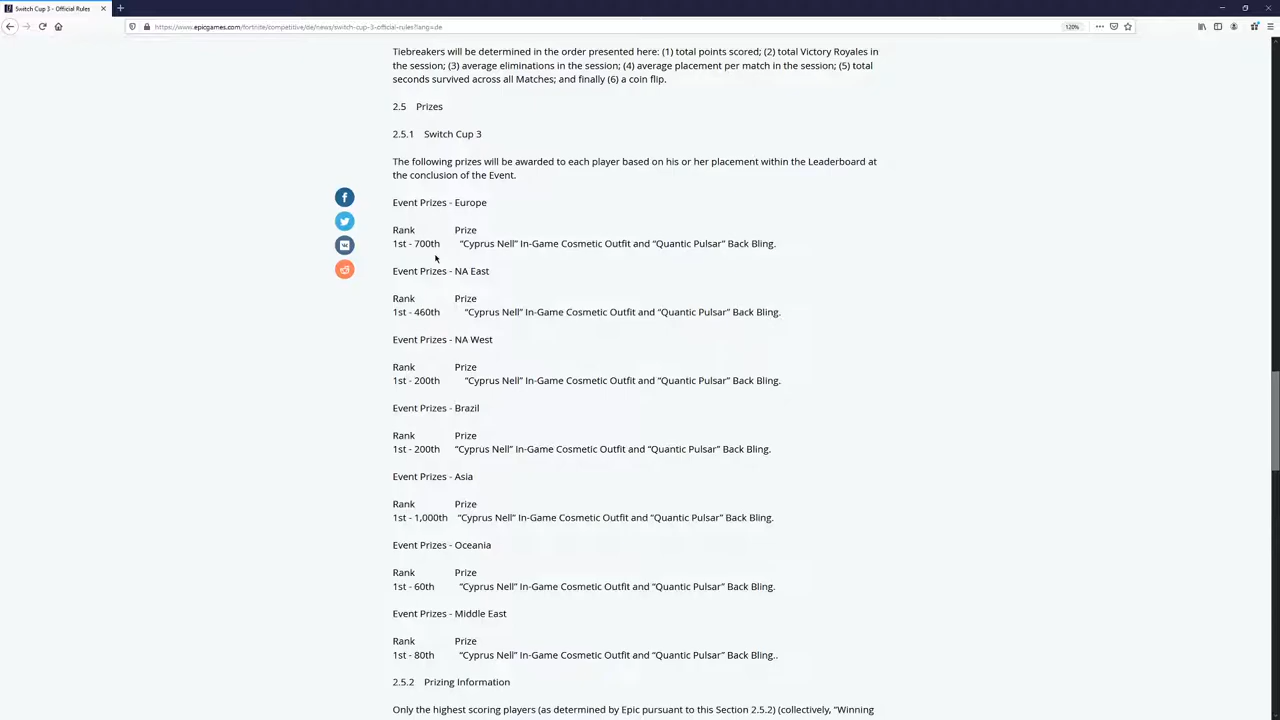 Switch Cup 3 - Official Rules
https://www.epicgames.com/fortnite/competitive/de/news/switch-cup-3-official-rules?lang=de
120%
Tiebreakers will be determined in the order presented here: (1) total points scored; (2) total Victory Royales in
the session; (3) average eliminations in the session; (4) average placement per match in the session; (5) total
seconds survived across all Matches; and finally (6) a coin flip.
2.5 Prizes
2.5.1 Switch Cup 3
The following prizes will be awarded to each player based on his or her placement within the Leaderboard at
the conclusion of the Event.
Event Prizes - Europe
Rank Prize
1st - 700th “Cyprus Nell” In-Game Cosmetic Outfit and “Quantic Pulsar” Back Bling.
Event Prizes - NA East
Rank Prize
1st - 460th “Cyprus Nell” In-Game Cosmetic Outfit and “Quantic Pulsar” Back Bling.
Event Prizes - NA West
Rank Prize
1st - 200th “Cyprus Nell” In-Game Cosmetic Outfit and “Quantic Pulsar” Back Bling.
Event Prizes - Brazil
Rank Prize
1st - 200th “Cyprus Nell” In-Game Cosmetic Outfit and “Quantic Pulsar” Back Bling.
Event Prizes - Asia
Rank Prize
1st - 1,000th “Cyprus Nell” In-Game Cosmetic Outfit and “Quantic Pulsar” Back Bling.
Event Prizes - Oceania
Rank Prize
1st - 60th “Cyprus Nell” In-Game Cosmetic Outfit and “Quantic Pulsar” Back Bling.
Event Prizes - Middle East
Rank Prize
1st - 80th “Cyprus Nell” In-Game Cosmetic Outfit and “Quantic Pulsar” Back Bling..
2.5.2 Prizing Information
Only the highest scoring players (as determined by Epic pursuant to this Section 2.5.2) (collectively, “Winning